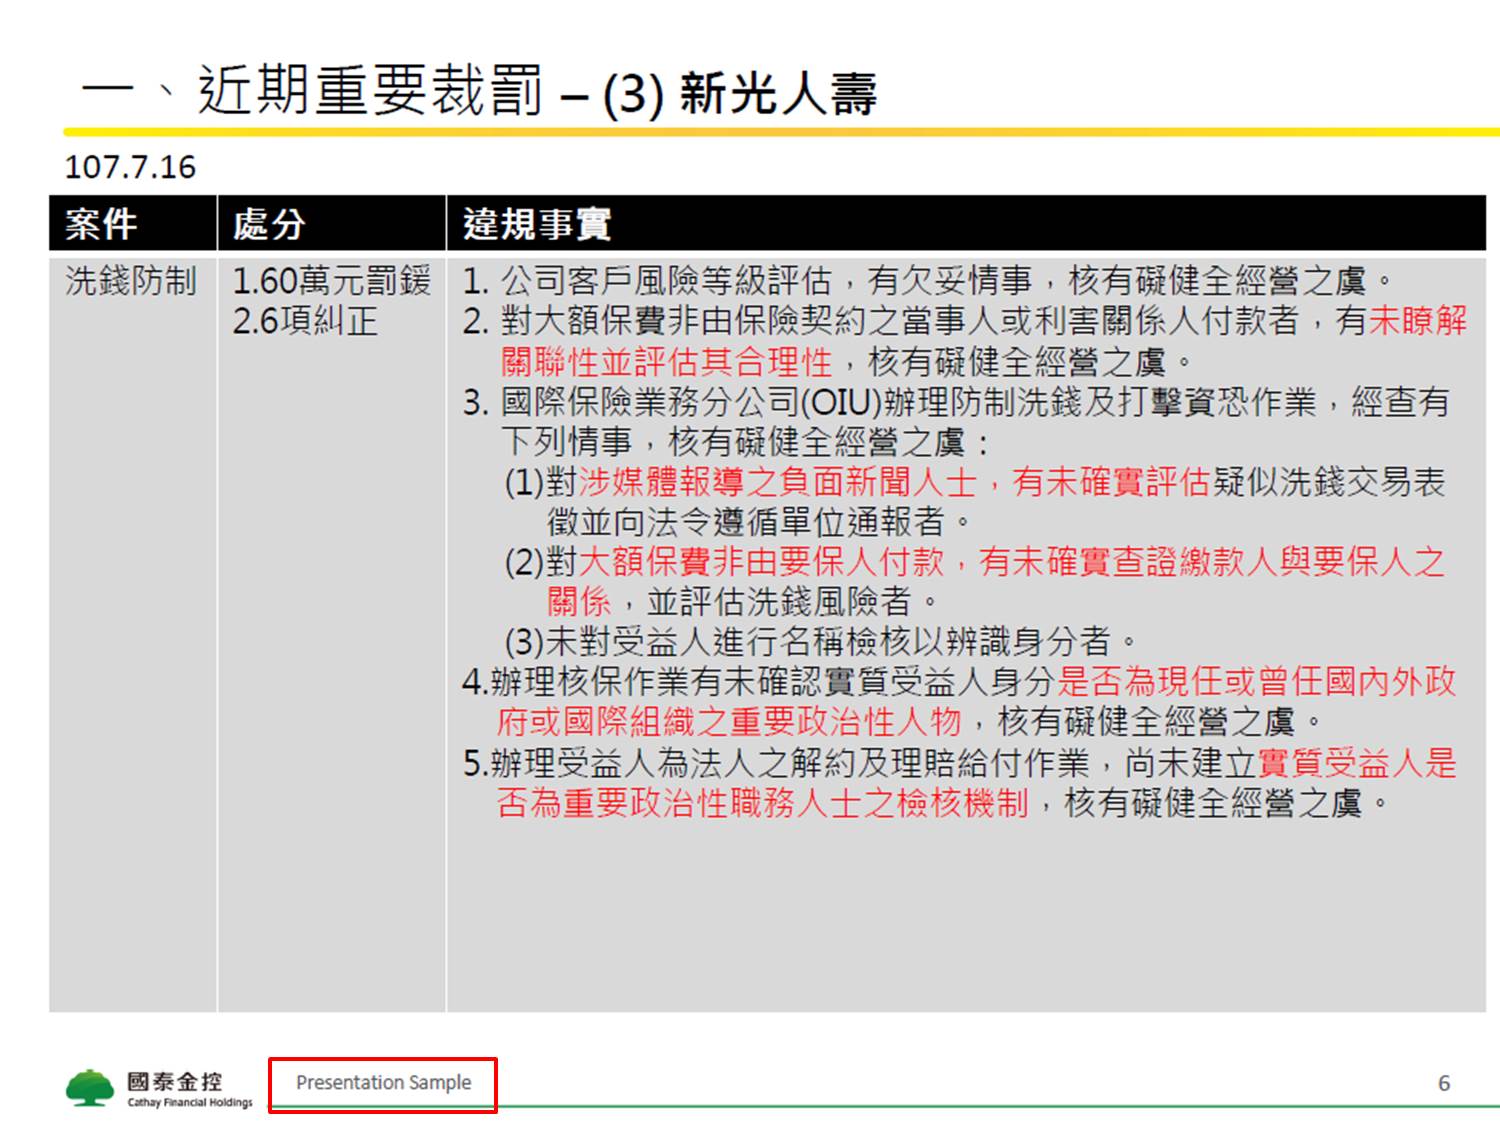 一、近期重要裁罰 – (3) 新光人壽
107.7.16
案件 處分 違規事實
洗錢防制
1.60萬元罰鍰
2.6項糾正
1. 公司客戶風險等級評估，有欠妥情事，核有礙健全經營之虞。
2. 對大額保費非由保險契約之當事人或利害關係人付款者，有未瞭解
關聯性並評估其合理性，核有礙健全經營之虞。
3. 國際保險業務分公司(OIU)辦理防制洗錢及打擊資恐作業，經查有
下列情事，核有礙健全經營之虞：
(1)對涉媒體報導之負面新聞人士，有未確實評估疑似洗錢交易表
徵並向法令遵循單位通報者。
(2)對大額保費非由要保人付款，有未確實查證繳款人與要保人之
關係，並評估洗錢風險者。
(3)未對受益人進行名稱檢核以辨識身分者。
4.辦理核保作業有未確認實質受益人身分是否為現任或曾任國內外政
府或國際組織之重要政治性人物，核有礙健全經營之虞。
5.辦理受益人為法人之解約及理賠給付作業，尚未建立實質受益人是
否為重要政治性職務人士之檢核機制，核有礙健全經營之虞。
國泰金控
Cathay Financial Holdings
Presentation Sample
6